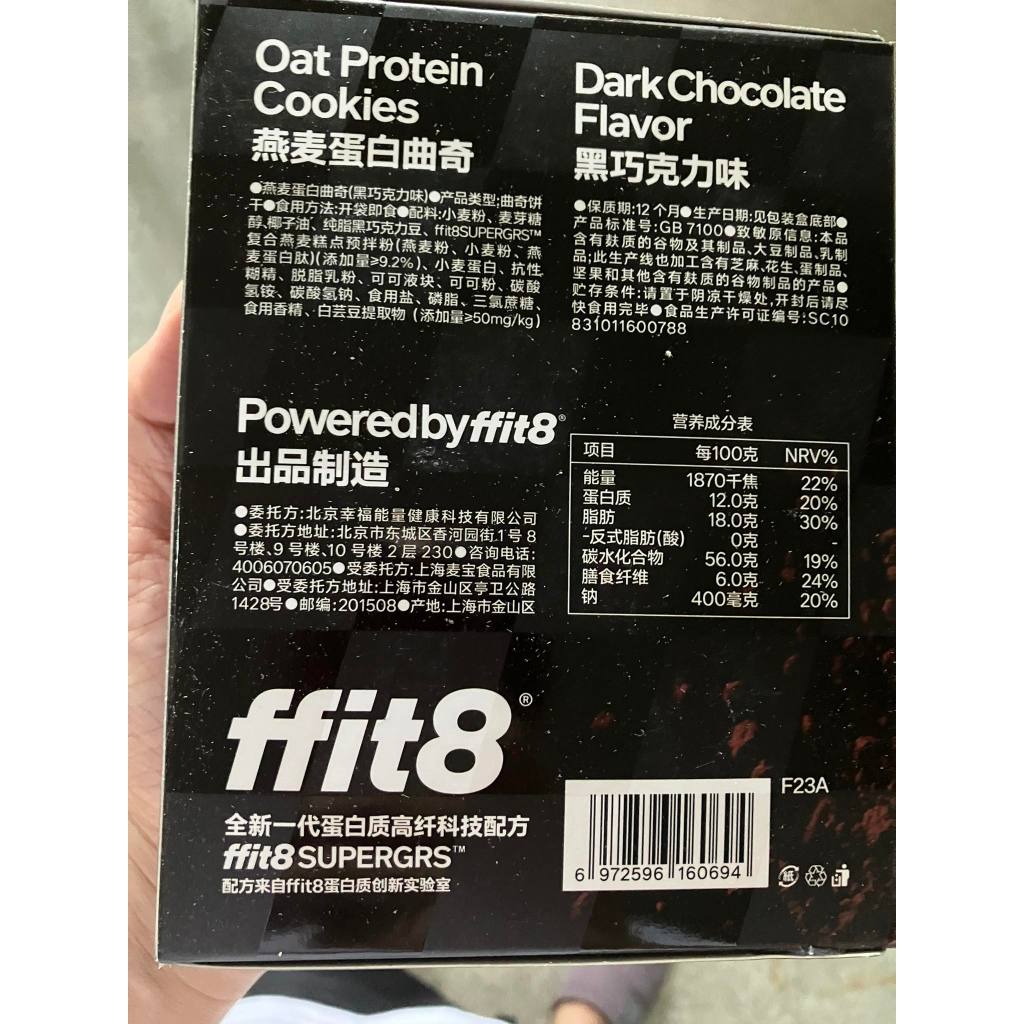 Oat Protein
Cookies
燕麦蛋白曲奇
●燕麦蛋白曲奇(黑巧克力味)●产品类型:曲奇饼
干●食用方法:开袋即食●配料:小麦粉、麦芽糖
醇、椰子油、纯脂黑巧克力豆、ffit8SUPERGRS™
复合燕麦糕点预拌粉(燕麦粉、小麦粉、燕
麦蛋白肽)(添加量≥9.2%)、小麦蛋白、抗性
糊精、脱脂乳粉、可可液块、可可粉、碳酸
氢铵、碳酸氢钠、食用盐、磷脂、三氯蔗糖、
食用香精、白芸豆提取物 (添加量≥50mg/kg)
Dark Chocolate
Flavor
黑巧克力味
●保质期:12个月●生产日期:见包装盒底部●
产品标准号:GB 7100●致敏原信息:本品
含有麸质的谷物及其制品、大豆制品、乳制
品;此生产线也加工含有芝麻、花生、蛋制品、
坚果和其他含有麸质的谷物制品的产品●
贮存条件:请置于阴凉干燥处,开封后请尽
快食用完毕●食品生产许可证编号:SC10
831011600788
Powered by ffit8®
出品制造
●委托方:北京幸福能量健康科技有限公司
●委托方地址:北京市东城区香河园街1号8
号楼、9号楼、10号楼2层230●咨询电话:
4006070605●受委托方:上海麦宝食品有限
公司●受委托方地址:上海市金山区亭卫公路
1428号●邮编:201508●产地:上海市金山区
营养成分表
项目 每100克 NRV%
能量 1870千焦 22%
蛋白质 12.0克 20%
脂肪 18.0克 30%
-反式脂肪(酸) 0克 -
碳水化合物 56.0克 19%
膳食纤维 6.0克 24%
钠 400毫克 20%
ffit8®
全新一代蛋白质高纤科技配方
ffit8 SUPERGRS™
配方来自ffit8蛋白质创新实验室
F23A
6 972596 160694
紙